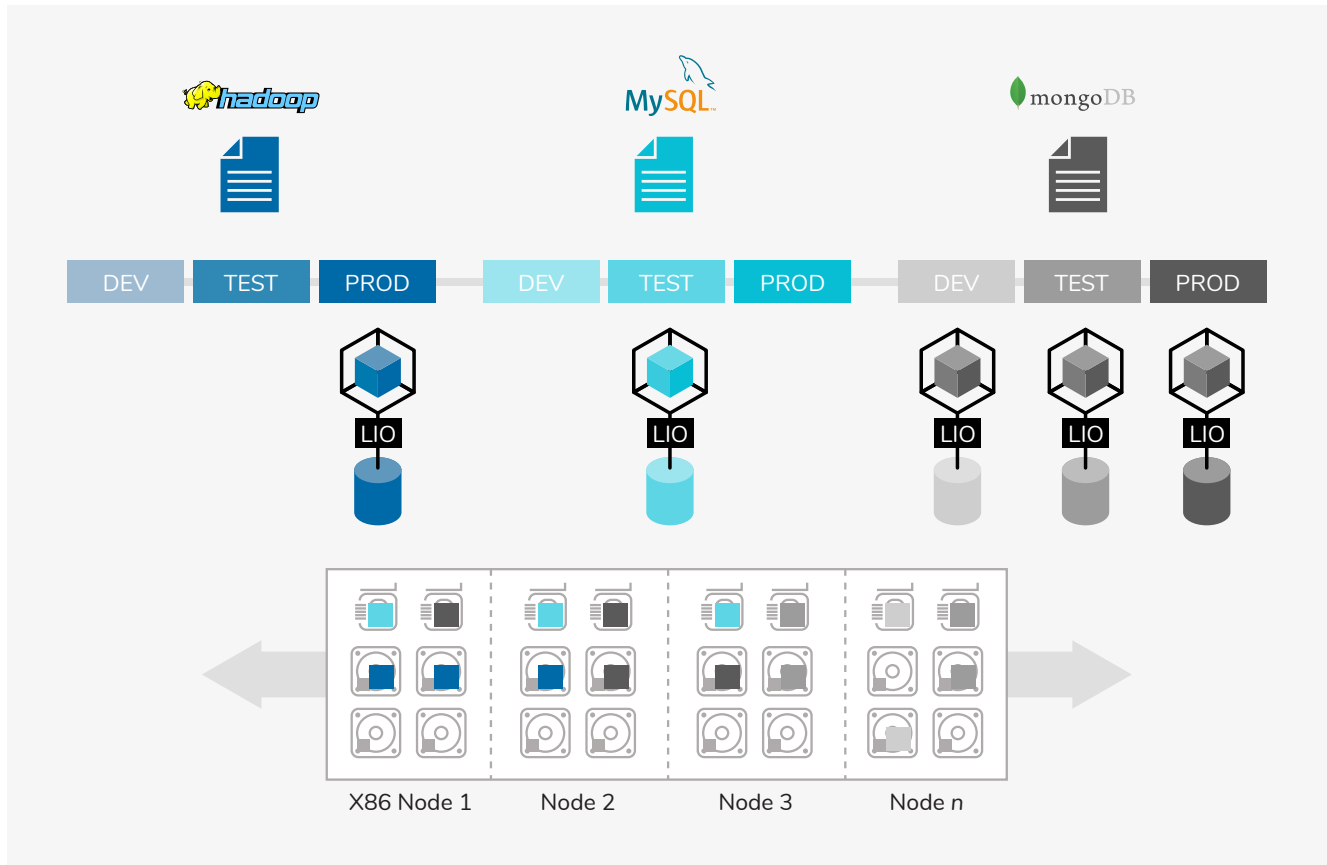 hadoop
MySQL™
mongoDB
DEV TEST PROD DEV TEST PROD DEV TEST PROD
LIO LIO LIO LIO LIO
X86 Node 1 Node 2 Node 3 Node n